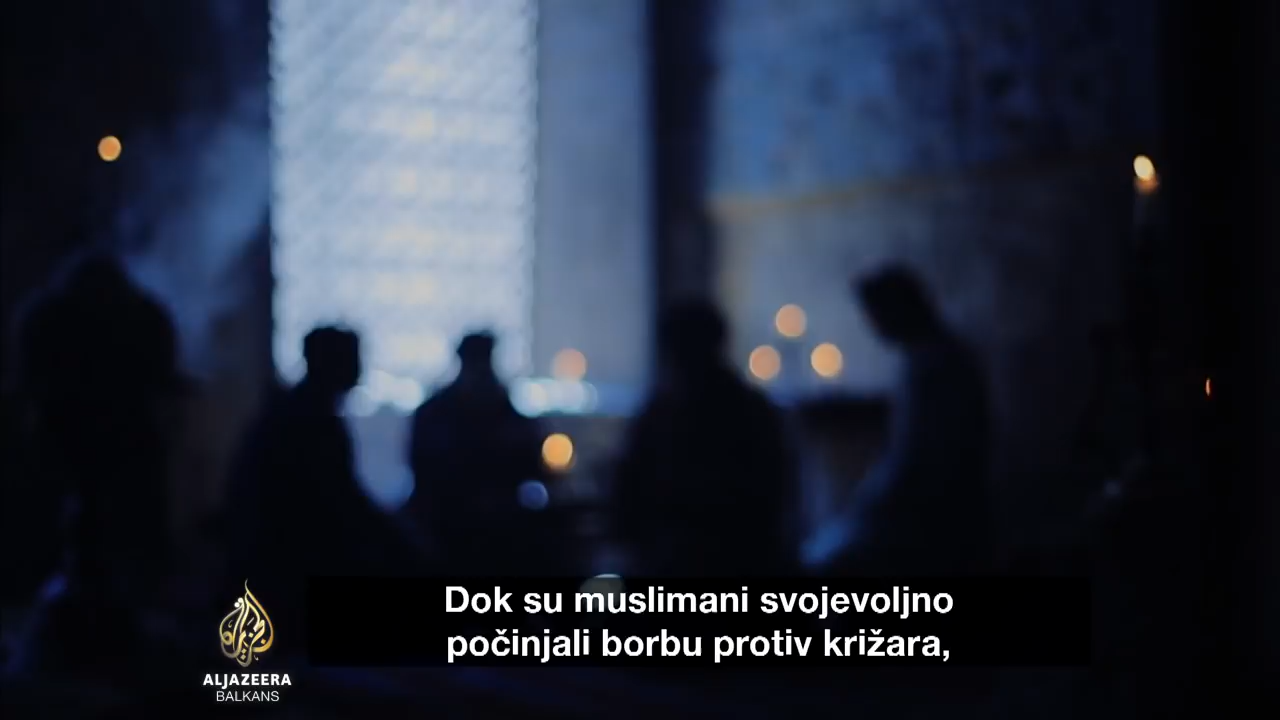 Dok su muslimani svojevoljno
počinjali borbu protiv križara,
ALJAZEERA
BALKANS